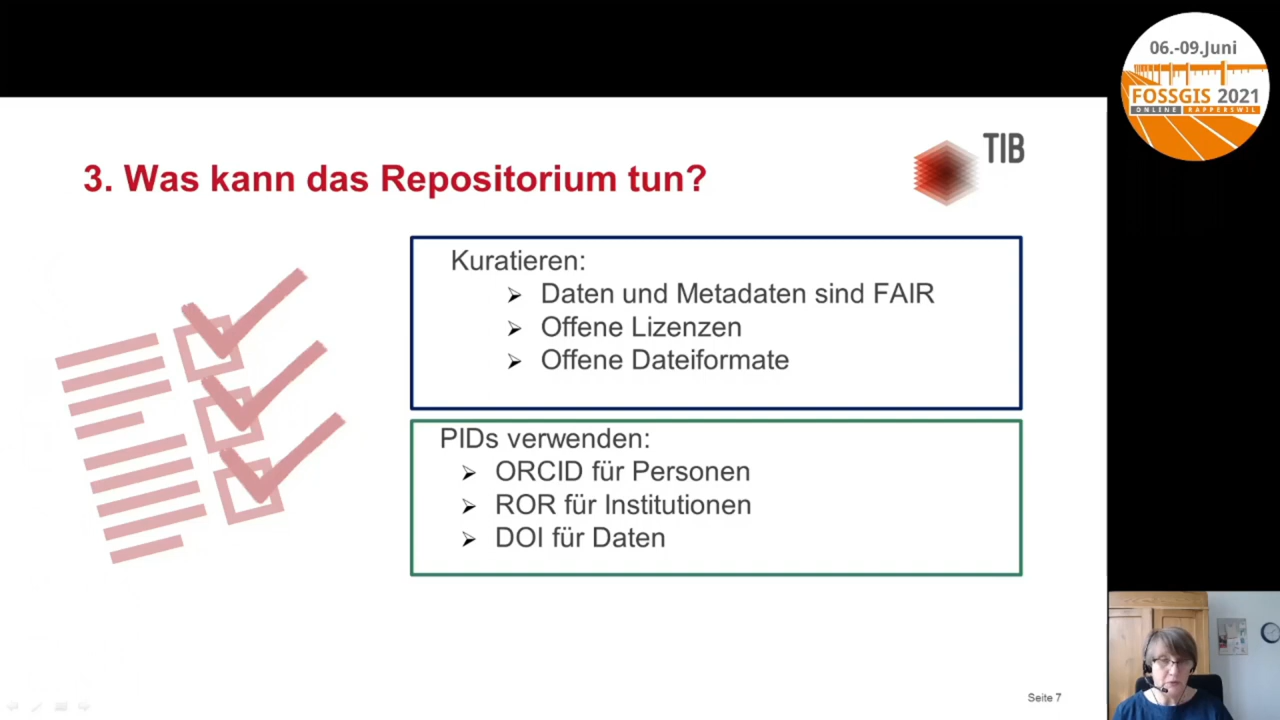 06.-09.Juni
FOSSGIS 2021
ONLINE RAPPERSWIL
TIB
3. Was kann das Repositorium tun?
Kuratieren:
➢ Daten und Metadaten sind FAIR
➢ Offene Lizenzen
➢ Offene Dateiformate
PIDs verwenden:
➢ ORCID für Personen
➢ ROR für Institutionen
➢ DOI für Daten
Seite 7